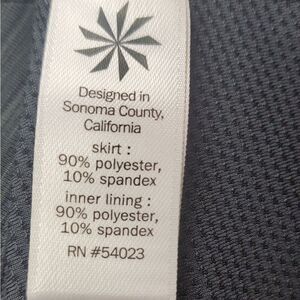 Designed in
Sonoma County,
California
skirt :
90% polyester,
10% spandex
inner lining :
90% polyester,
10% spandex
RN #54023